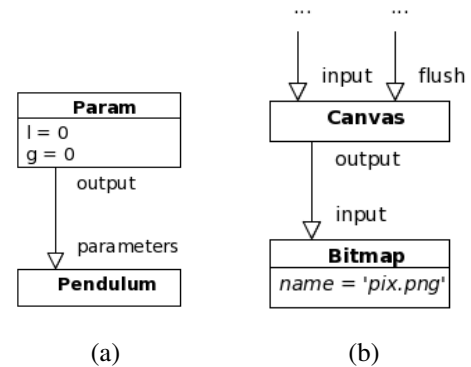 Param
l = 0
g = 0
output
parameters
Pendulum
(a)
... ...
input flush
Canvas
output
input
Bitmap
name = 'pix.png'
(b)